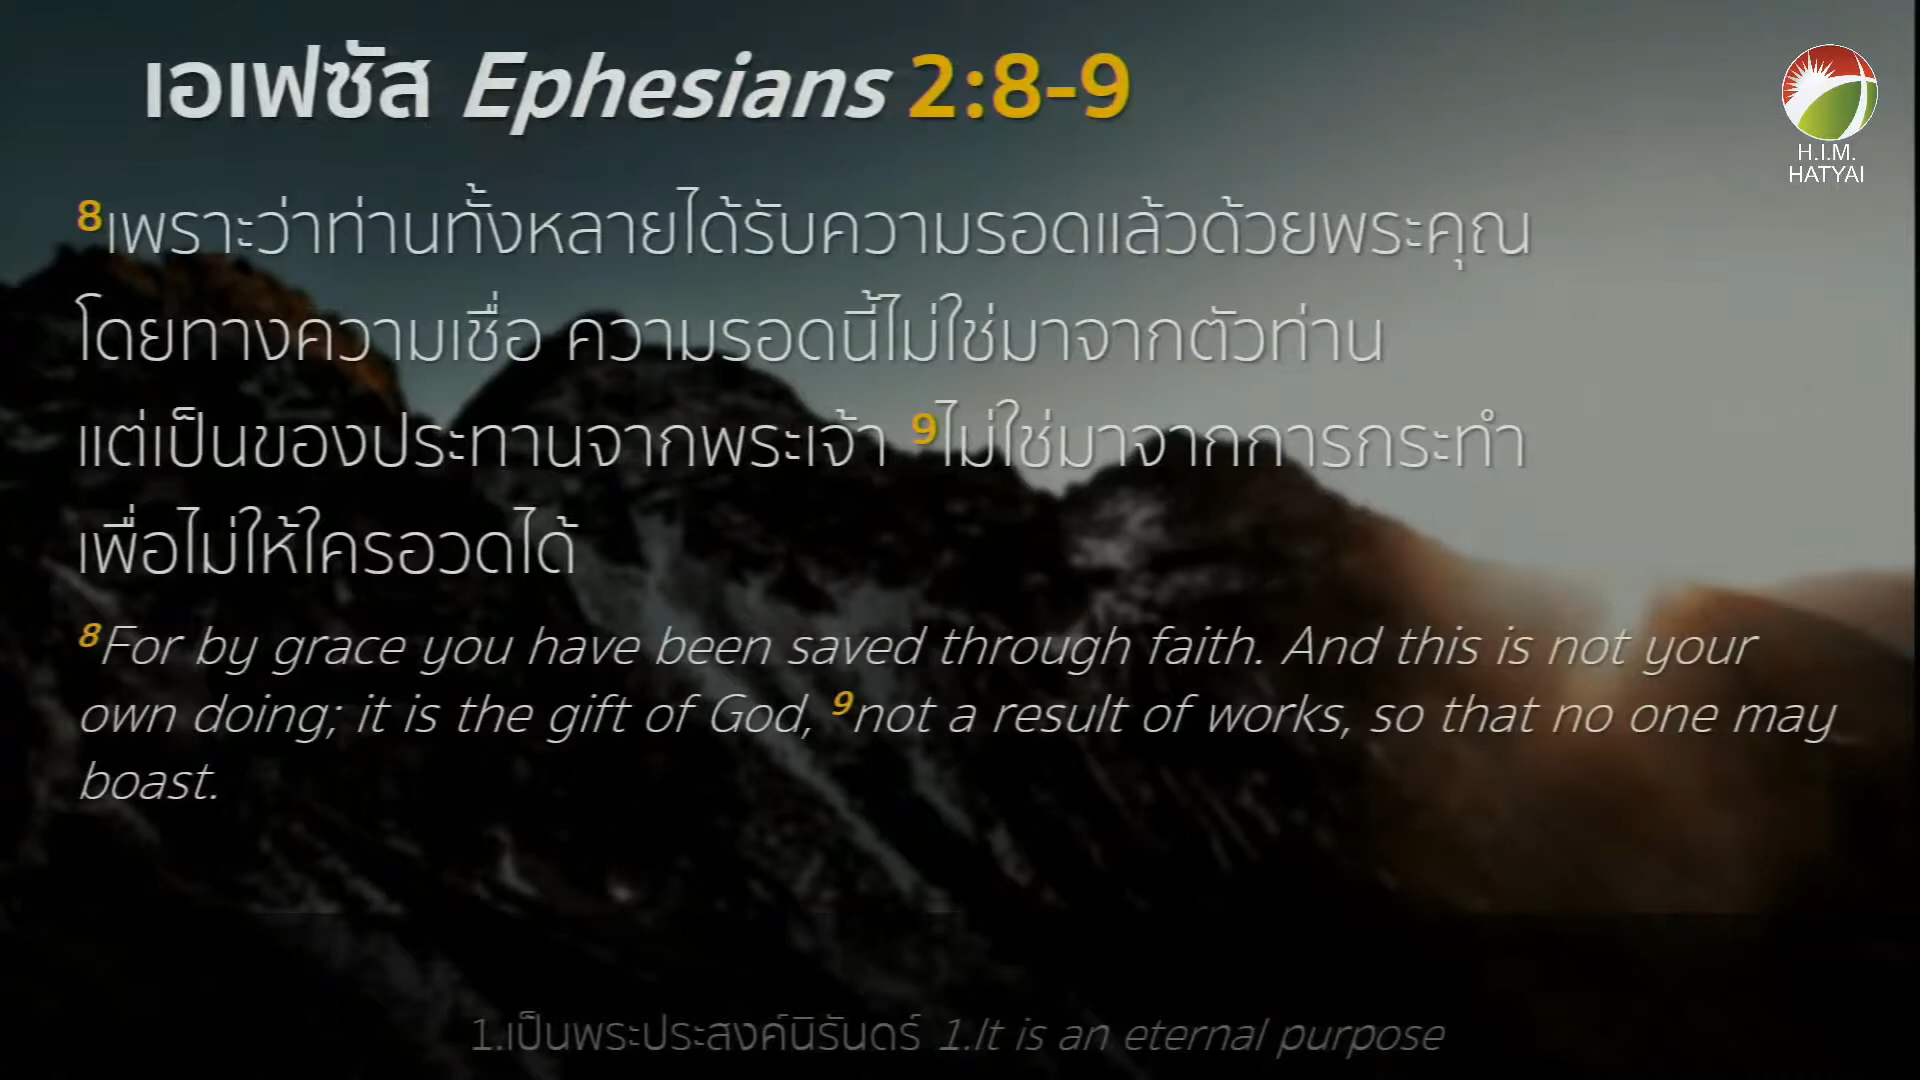 เอเฟซัส Ephesians 2:8-9
H.I.M.
HATYAI
8เพราะว่าท่านทั้งหลายได้รับความรอดแล้วด้วยพระคุณ
โดยทางความเชื่อ ความรอดนี้ไม่ใช่มาจากตัวท่าน
แต่เป็นของประทานจากพระเจ้า 9ไม่ใช่มาจากการกระทำ
เพื่อไม่ให้ใครอวดได้
8For by grace you have been saved through faith. And this is not your
own doing; it is the gift of God, 9not a result of works, so that no one may
boast.
1.เป็นพระประสงค์นิรันดร์ 1.It is an eternal purpose